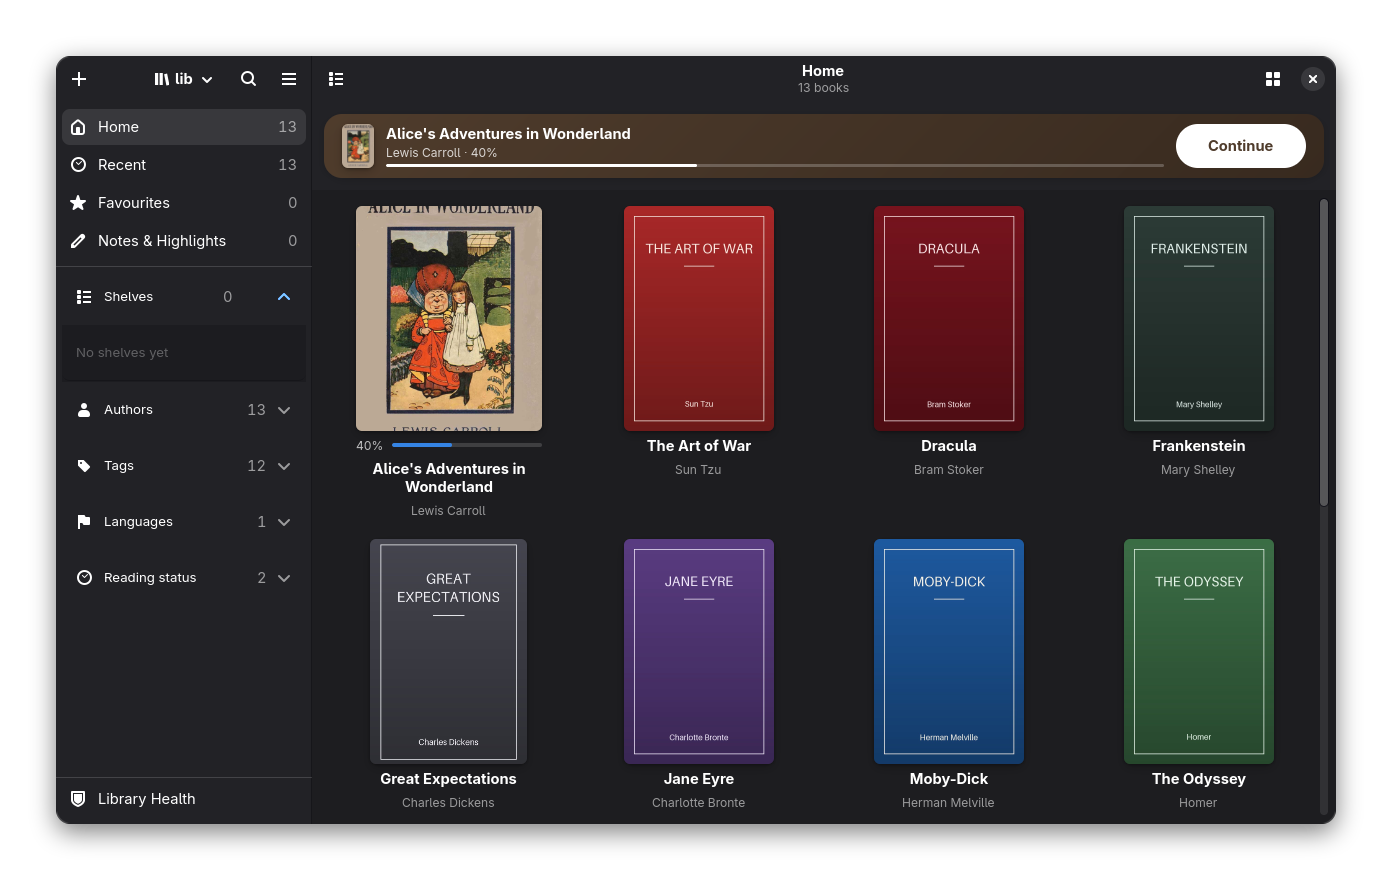 lib
Home
13 books
Home 13
Recent 13
Favourites 0
Notes & Highlights 0
Shelves 0
No shelves yet
Authors 13
Tags 12
Languages 1
Reading status 2
Library Health
Alice's Adventures in Wonderland
Lewis Carroll · 40%
Continue
ALICE IN WONDERLAND
LEWIS CARROLL
40%
Alice's Adventures in
Wonderland
Lewis Carroll
THE ART OF WAR
Sun Tzu
The Art of War
Sun Tzu
DRACULA
Bram Stoker
Dracula
Bram Stoker
FRANKENSTEIN
Mary Shelley
Frankenstein
Mary Shelley
GREAT
EXPECTATIONS
Charles Dickens
Great Expectations
Charles Dickens
JANE EYRE
Charlotte Bronte
Jane Eyre
Charlotte Bronte
MOBY-DICK
Herman Melville
Moby-Dick
Herman Melville
THE ODYSSEY
Homer
The Odyssey
Homer